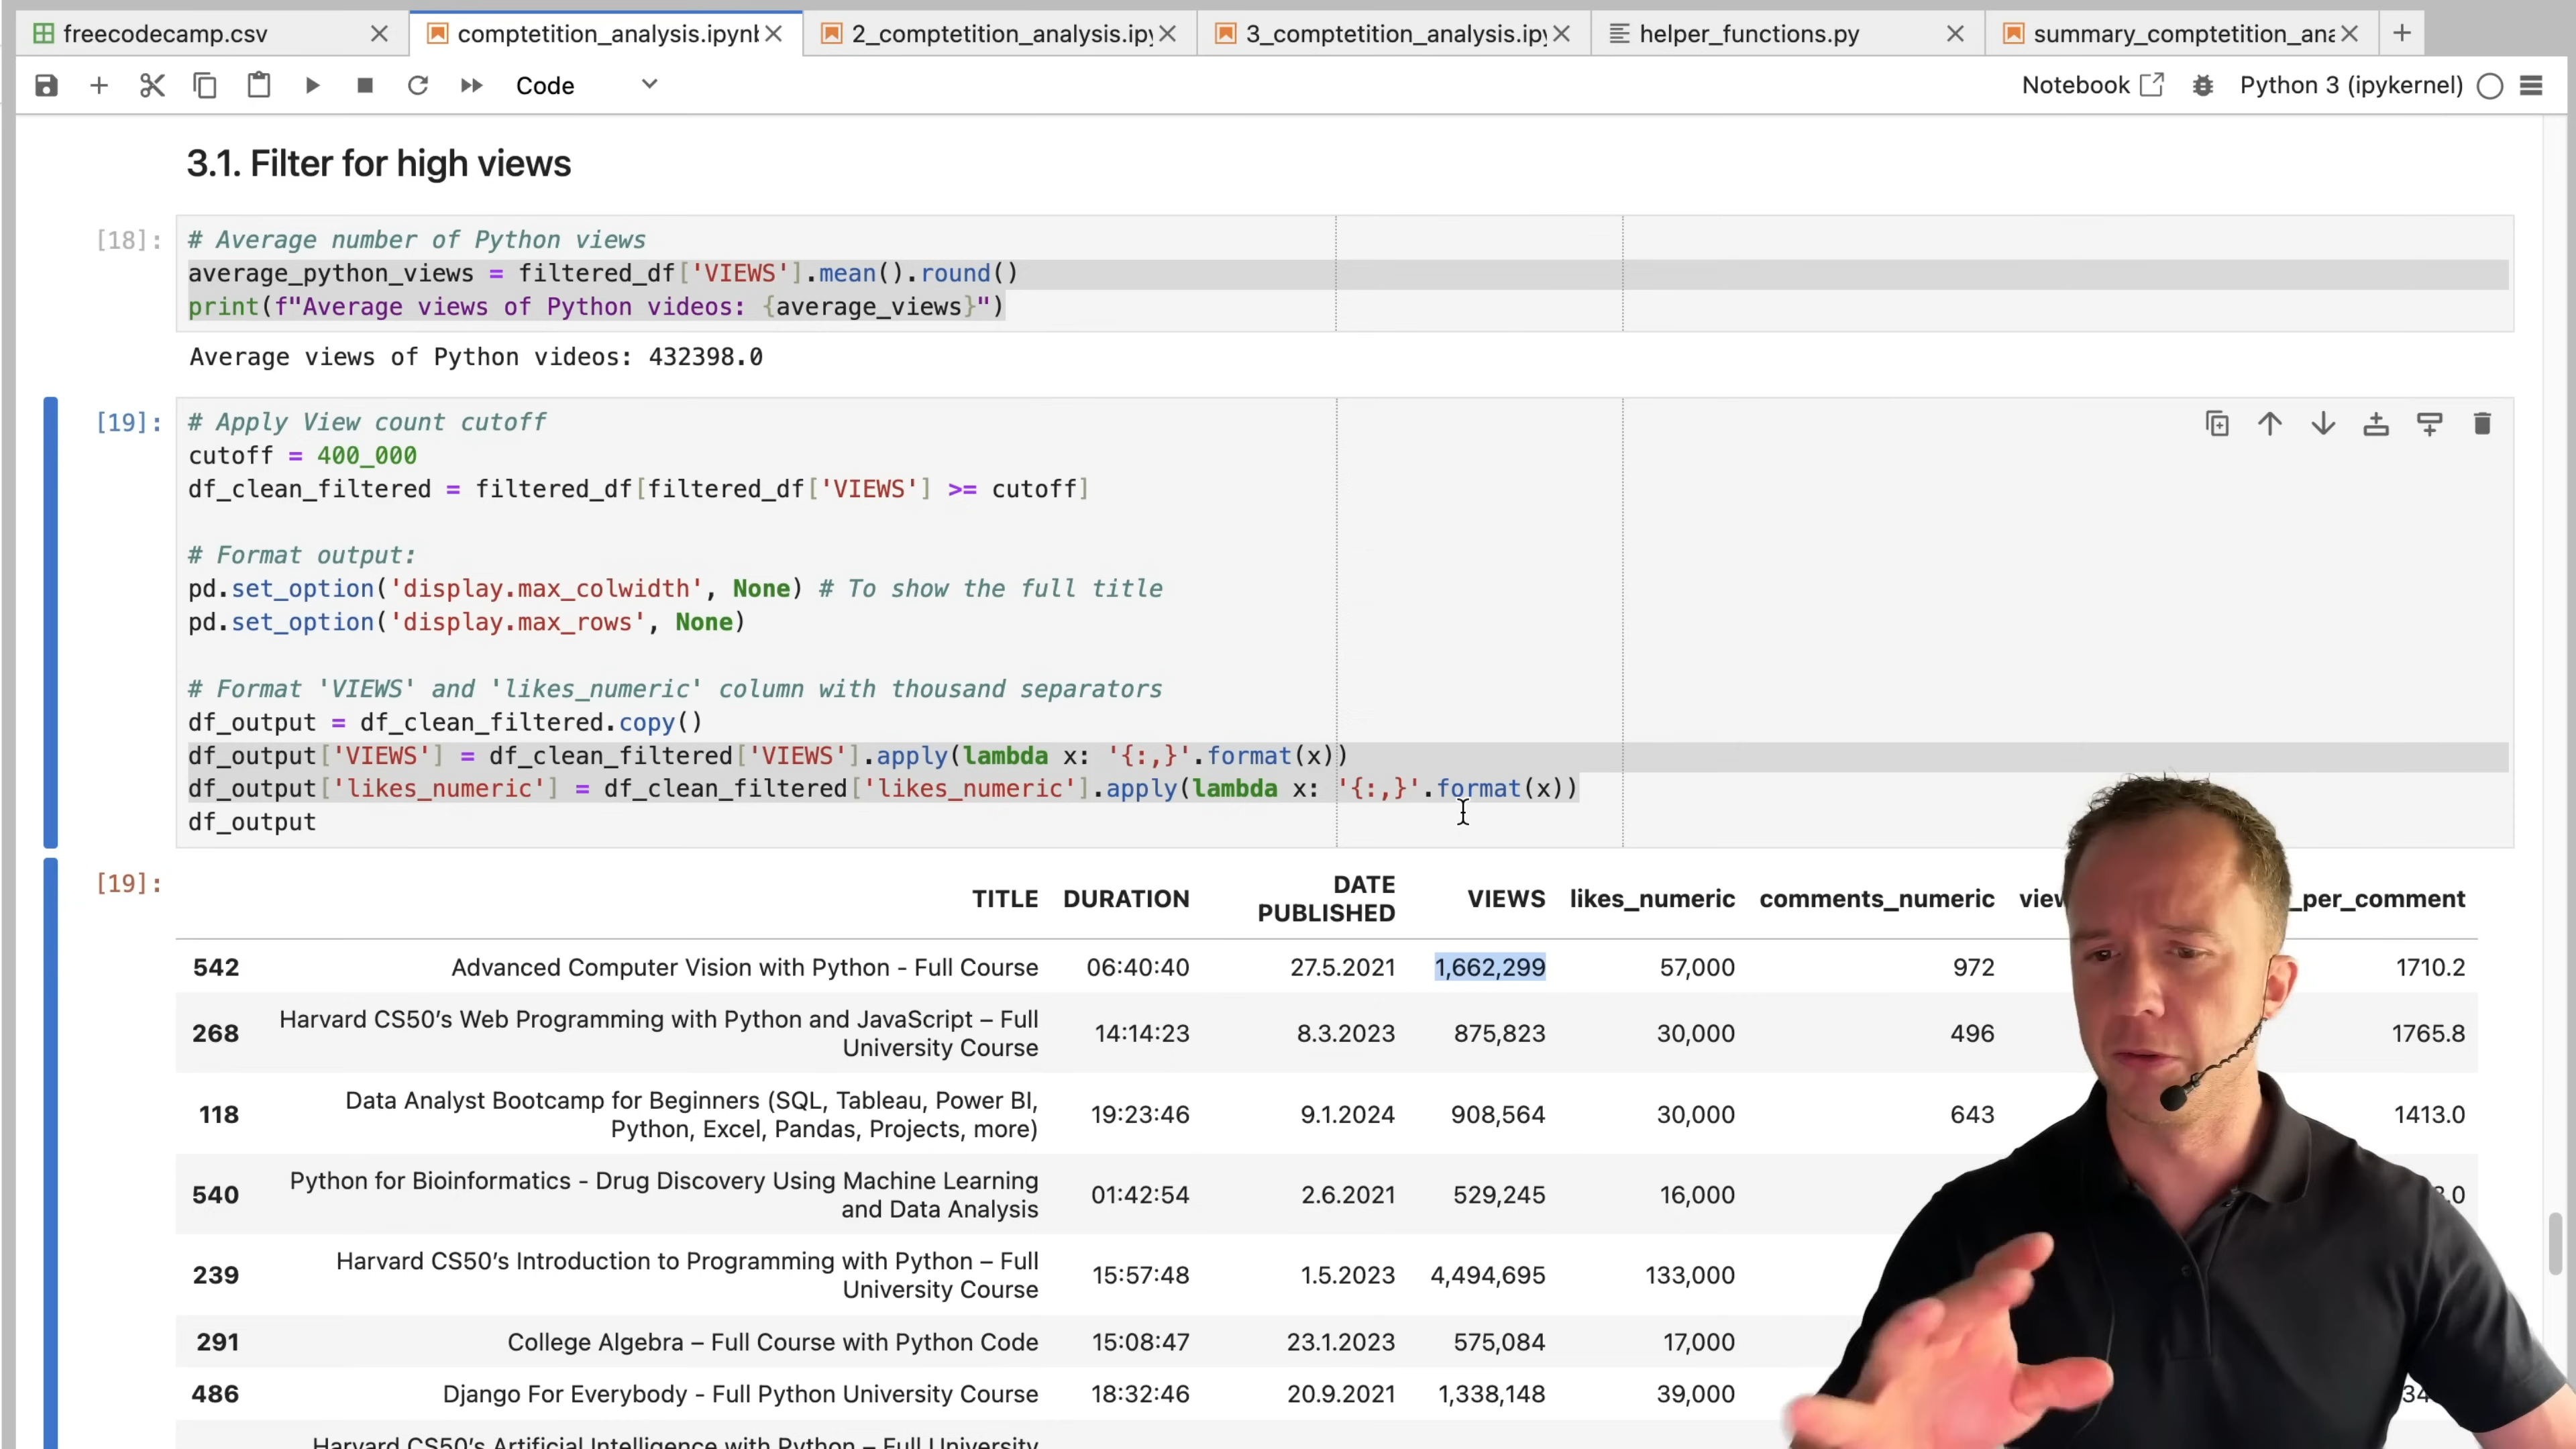 freecodecamp.csv
comptetition_analysis.ipynl
2_comptetition_analysis.ipy
3_comptetition_analysis.ipy
helper_functions.py
summary_comptetition_ana
Code
Notebook
Python 3 (ipykernel)
3.1. Filter for high views
[18]:
# Average number of Python views
average_python_views = filtered_df['VIEWS'].mean().round()
print(f"Average views of Python videos: {average_views}")
Average views of Python videos: 432398.0
[19]:
# Apply View count cutoff
cutoff = 400_000
df_clean_filtered = filtered_df[filtered_df['VIEWS'] >= cutoff]
# Format output:
pd.set_option('display.max_colwidth', None) # To show the full title
pd.set_option('display.max_rows', None)
# Format 'VIEWS' and 'likes_numeric' column with thousand separators
df_output = df_clean_filtered.copy()
df_output['VIEWS'] = df_clean_filtered['VIEWS'].apply(lambda x: '{:,}'.format(x))
df_output['likes_numeric'] = df_clean_filtered['likes_numeric'].apply(lambda x: '{:,}'.format(x))
df_output
[19]:
TITLE DURATION DATE PUBLISHED VIEWS likes_numeric comments_numeric view _per_comment
542 Advanced Computer Vision with Python - Full Course 06:40:40 27.5.2021 1,662,299 57,000 972 1710.2
268 Harvard CS50’s Web Programming with Python and JavaScript – Full University Course 14:14:23 8.3.2023 875,823 30,000 496 1765.8
118 Data Analyst Bootcamp for Beginners (SQL, Tableau, Power BI, Python, Excel, Pandas, Projects, more) 19:23:46 9.1.2024 908,564 30,000 643 1413.0
540 Python for Bioinformatics - Drug Discovery Using Machine Learning and Data Analysis 01:42:54 2.6.2021 529,245 16,000
239 Harvard CS50’s Introduction to Programming with Python – Full University Course 15:57:48 1.5.2023 4,494,695 133,000
291 College Algebra – Full Course with Python Code 15:08:47 23.1.2023 575,084 17,000
486 Django For Everybody - Full Python University Course 18:32:46 20.9.2021 1,338,148 39,000
Harvard CS50’s Artificial Intelligence with Python – Full University